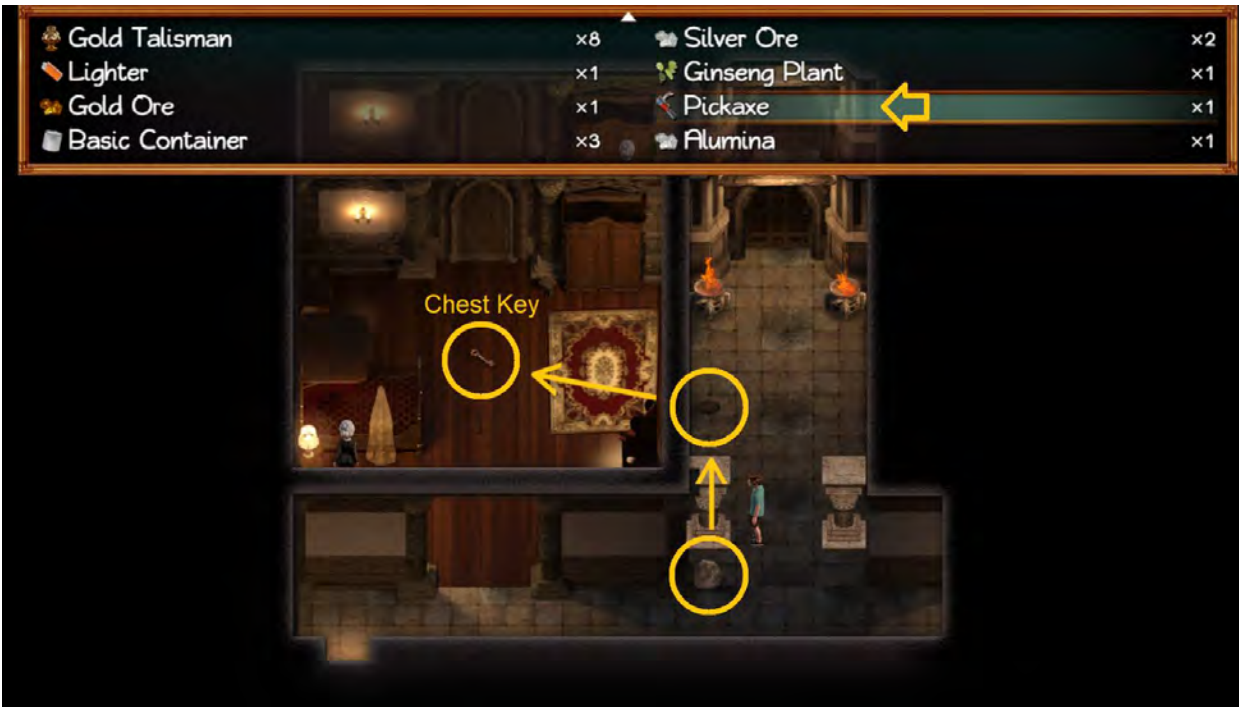 Gold Talisman ×8 Silver Ore ×2
Lighter ×1 Ginseng Plant ×1
Gold Ore ×1 Pickaxe ×1
Basic Container ×3 Alumina ×1
Chest Key